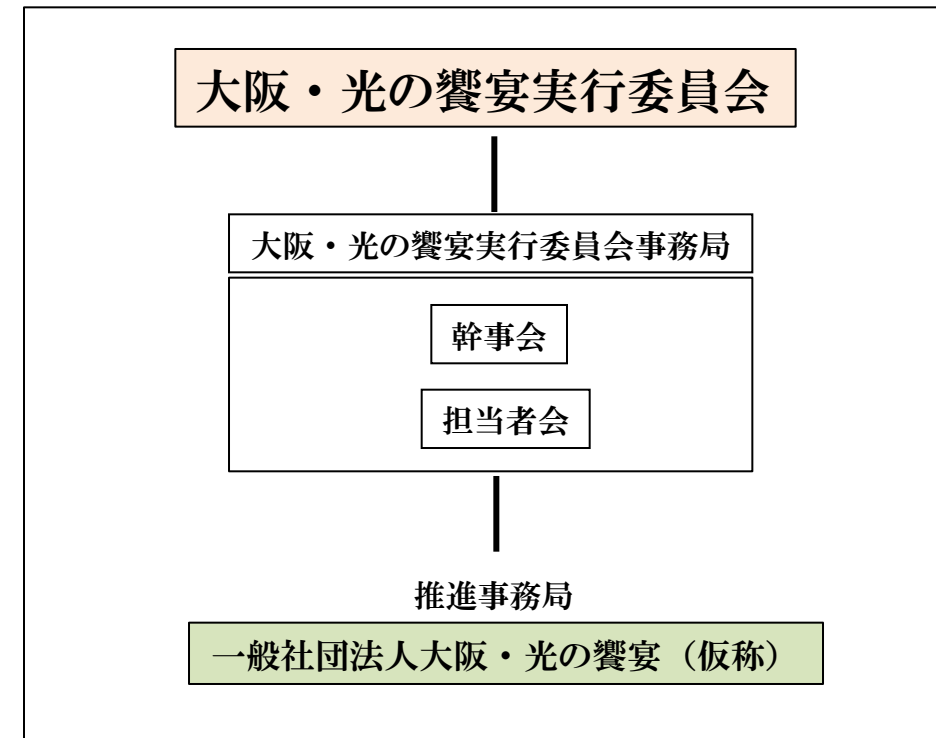 大阪・光の饗宴実行委員会
大阪・光の饗宴実行委員会事務局
幹事会
担当者会
推進事務局
一般社団法人大阪・光の饗宴（仮称）